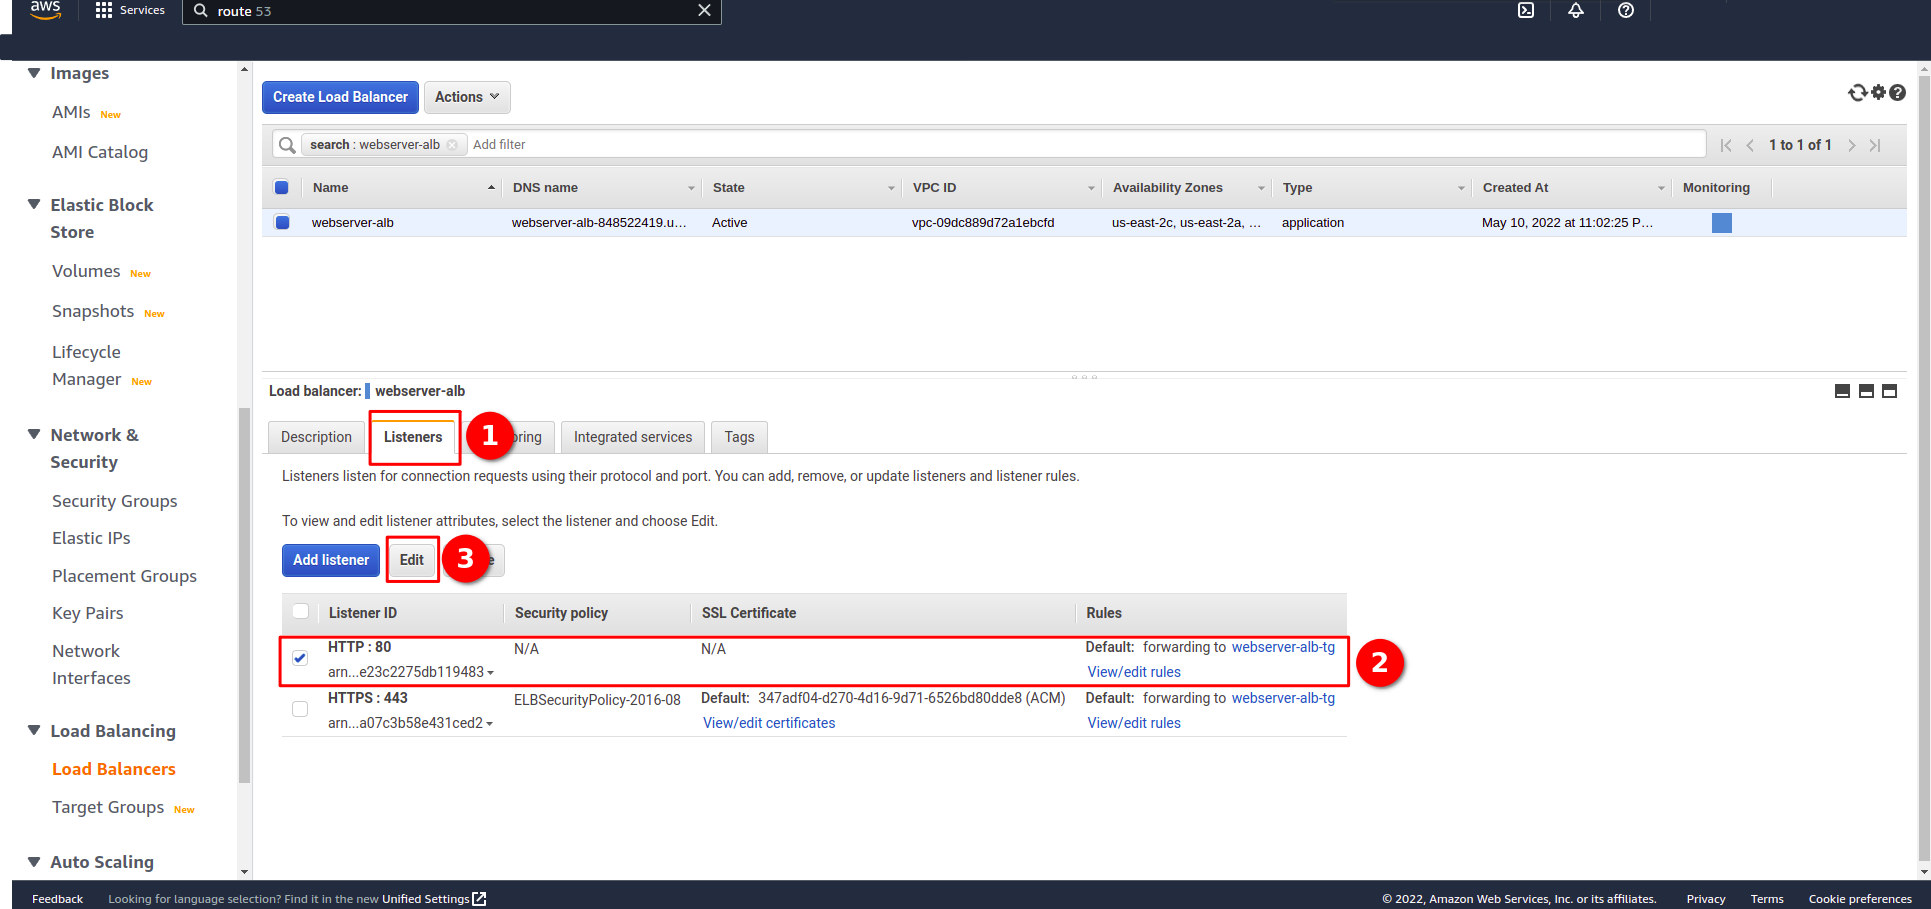 aws
Services
route 53
Images
AMIs New
AMI Catalog
Elastic Block
Store
Volumes New
Snapshots New
Lifecycle
Manager New
Network &
Security
Security Groups
Elastic IPs
Placement Groups
Key Pairs
Network
Interfaces
Load Balancing
Load Balancers
Target Groups New
Auto Scaling
Create Load Balancer
Actions
search : webserver-alb
Add filter
1 to 1 of 1
Name DNS name State VPC ID Availability Zones Type Created At Monitoring
webserver-alb webserver-alb-848522419.u... Active vpc-09dc889d72a1ebcfd us-east-2c, us-east-2a, ... application May 10, 2022 at 11:02:25 P...
Load balancer: webserver-alb
Description Listeners 1 oring Integrated services Tags
Listeners listen for connection requests using their protocol and port. You can add, remove, or update listeners and listener rules.
To view and edit listener attributes, select the listener and choose Edit.
Add listener Edit 3 e
Listener ID Security policy SSL Certificate Rules
HTTP : 80 N/A N/A Default: forwarding to webserver-alb-tg
arn...e23c2275db119483 View/edit rules
2
HTTPS : 443 ELBSecurityPolicy-2016-08 Default: 347adf04-d270-4d16-9d71-6526bd80dde8 (ACM) Default: forwarding to webserver-alb-tg
arn...a07c3b58e431ced2 View/edit certificates View/edit rules
Feedback Looking for language selection? Find it in the new Unified Settings © 2022, Amazon Web Services, Inc. or its affiliates. Privacy Terms Cookie preferences